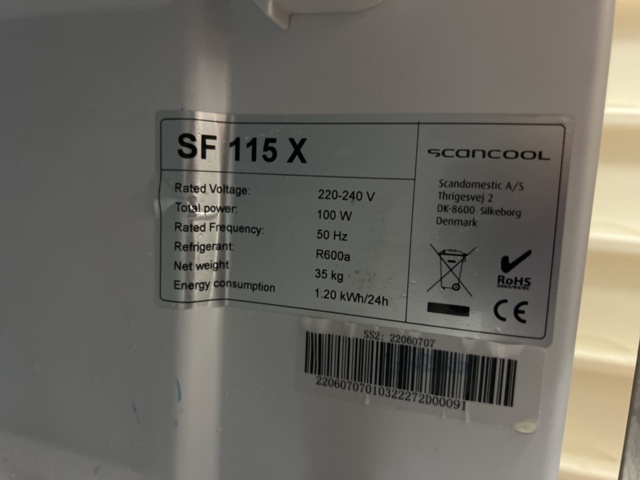 SF 115 X
Rated Voltage: 220-240 V
Total power: 100 W
Rated Frequency: 50 Hz
Refrigerant: R600a
Net weight 35 kg
Energy consumption 1.20 kWh/24h
SCANCOOL
Scandomestic A/S
Thrigesvej 2
DK-8600 Silkeborg
Denmark
RoHS
CE
SS2: 22060707
22060707010322272D00091